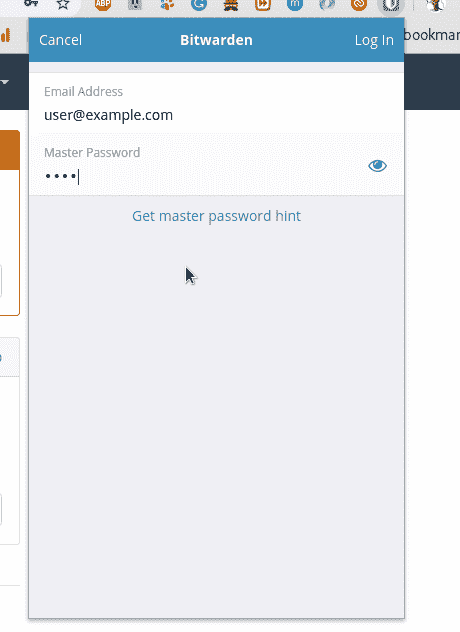 ABP
G
m
bookmar
Cancel Bitwarden Log In
Email Address
user@example.com
Master Password
••••
Get master password hint